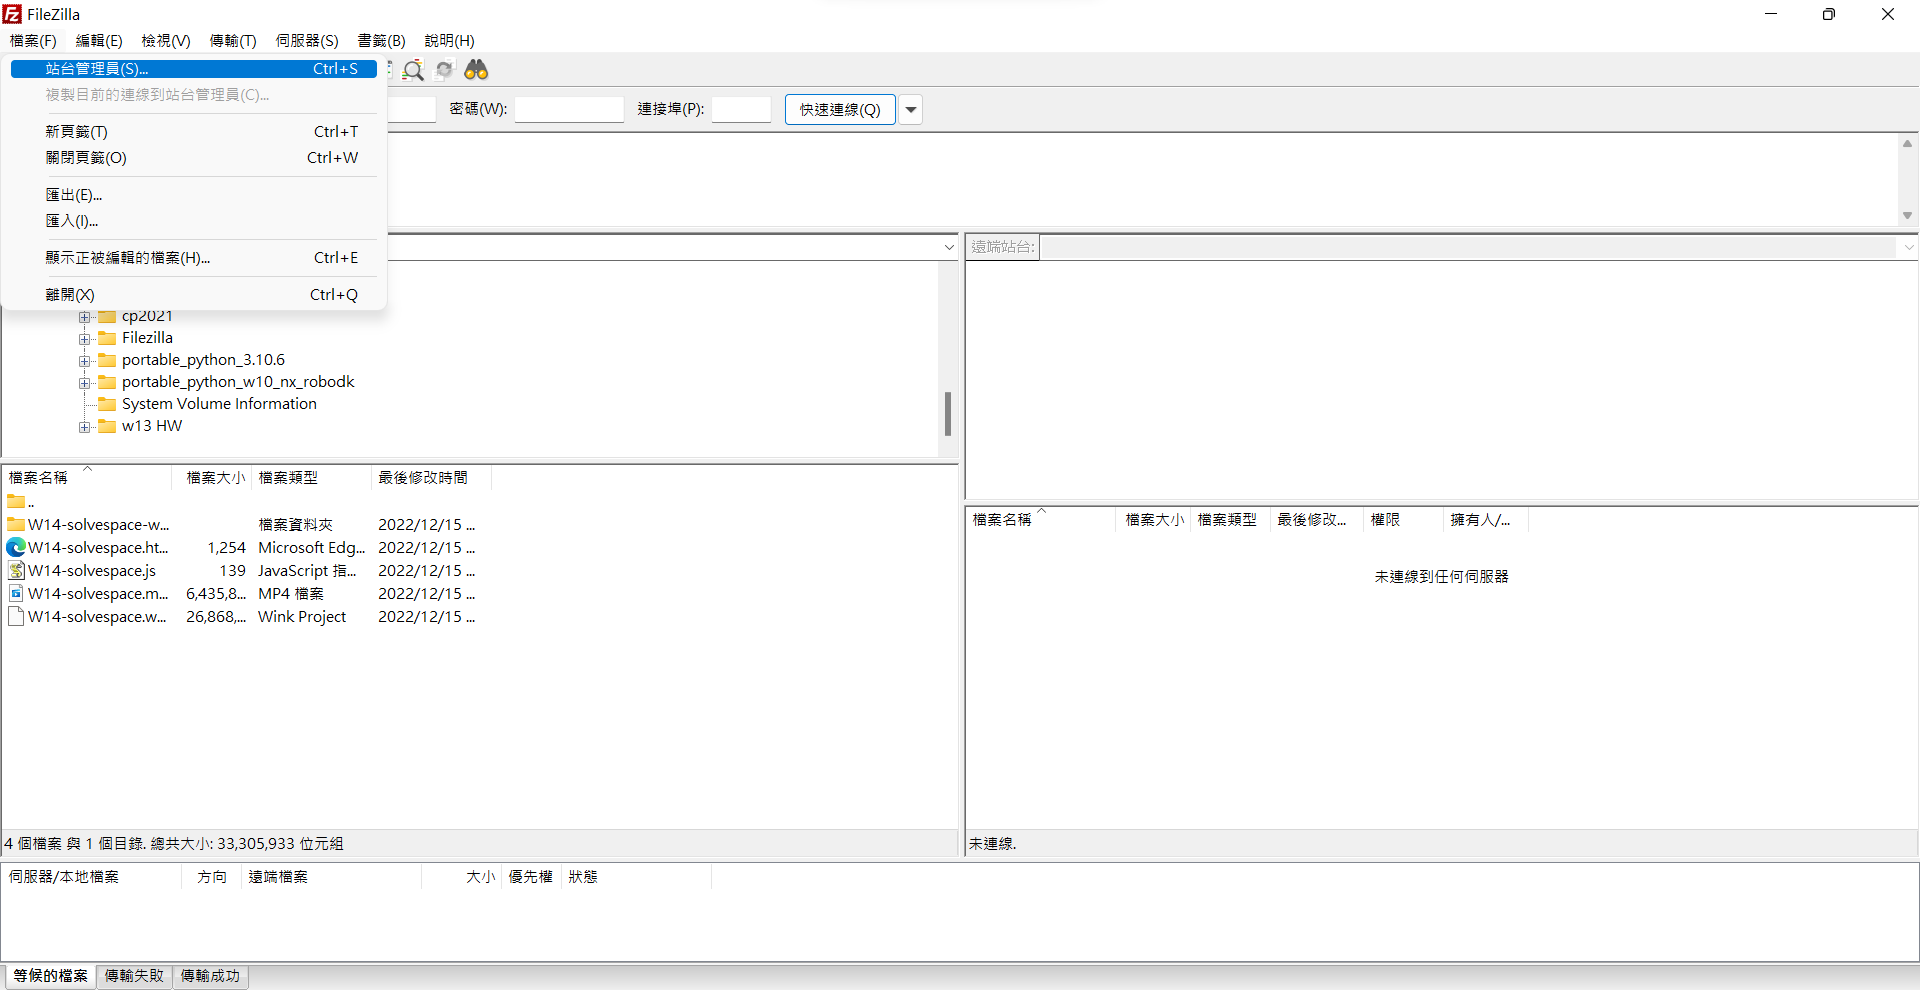 FileZilla
檔案(F) 編輯(E) 檢視(V) 傳輸(T) 伺服器(S) 書籤(B) 說明(H)
站台管理員(S)... Ctrl+S
複製目前的連線到站台管理員(C)...
密碼(W): 連接埠(P): 快速連線(Q)
新頁籤(T) Ctrl+T
關閉頁籤(O) Ctrl+W
匯出(E)...
匯入(I)...
顯示正被編輯的檔案(H)... Ctrl+E
離開(X) Ctrl+Q
cp2021
Filezilla
portable_python_3.10.6
portable_python_w10_nx_robodk
System Volume Information
w13 HW
檔案名稱 檔案大小 檔案類型 最後修改時間
..
W14-solvespace-w... 檔案資料夾 2022/12/15 ...
W14-solvespace.ht... 1,254 Microsoft Edg... 2022/12/15 ...
W14-solvespace.js 139 JavaScript 指... 2022/12/15 ...
W14-solvespace.m... 6,435,8... MP4 檔案 2022/12/15 ...
W14-solvespace.w... 26,868,... Wink Project 2022/12/15 ...
4 個檔案 與 1 個目錄. 總共大小: 33,305,933 位元組
遠端站台:
檔案名稱 檔案大小 檔案類型 最後修改... 權限 擁有人/...
未連線到任何伺服器
未連線.
伺服器/本地檔案 方向 遠端檔案 大小 優先權 狀態
等候的檔案 傳輸失敗 傳輸成功